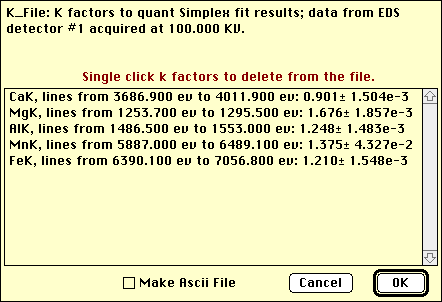 K_File: K factors to quant Simplex fit results; data from EDS
detector #1 acquired at 100.000 KV.
Single click k factors to delete from the file.
CaK, lines from 3686.900 ev to 4011.900 ev: 0.901± 1.504e-3
MgK, lines from 1253.700 ev to 1295.500 ev: 1.676± 1.857e-3
AlK, lines from 1486.500 ev to 1553.000 ev: 1.248± 1.483e-3
MnK, lines from 5887.000 ev to 6489.100 ev: 1.375± 4.327e-2
FeK, lines from 6390.100 ev to 7056.800 ev: 1.210± 1.548e-3
Make Ascii File
Cancel
OK